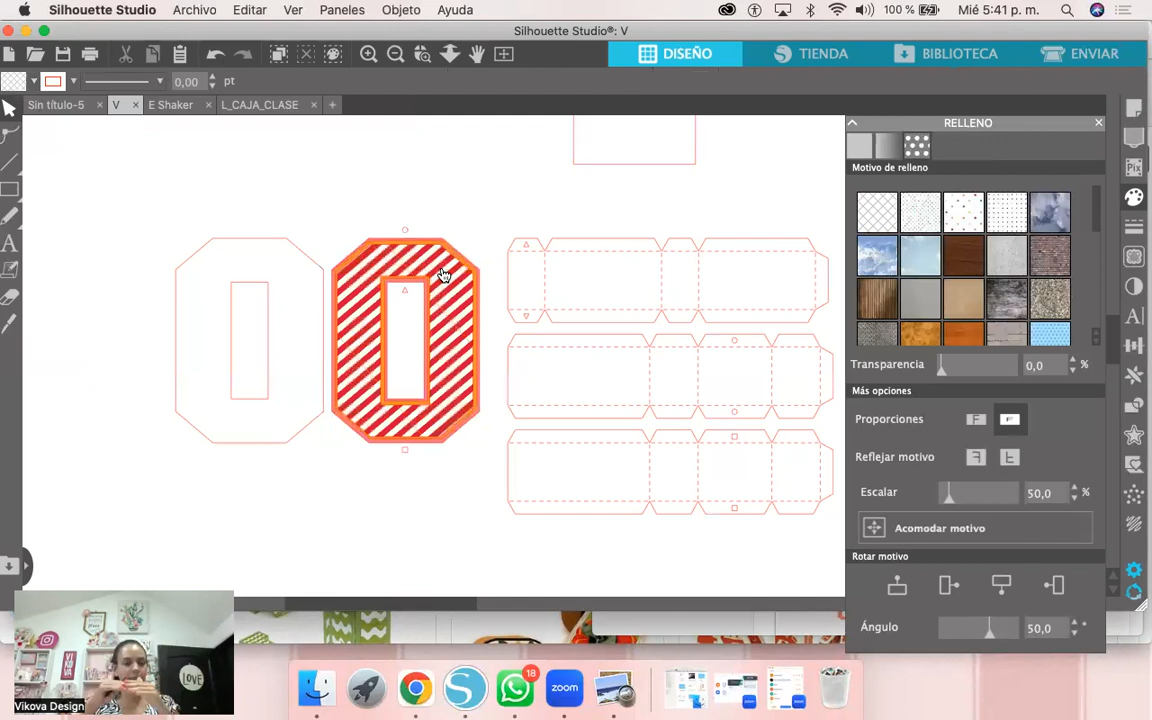 Silhouette Studio Archivo Editar Ver Paneles Objeto Ayuda 100 % Mié 5:41 p. m.
Silhouette Studio®: V
DISEÑO TIENDA BIBLIOTECA ENVIAR
0,00 pt
Sin título-5 × V × E Shaker × L_CAJA_CLASE × +
RELLENO
Motivo de relleno
Transparencia 0,0 %
Más opciones
Proporciones
Reflejar motivo
Escalar 50,0 %
Acomodar motivo
Rotar motivo
Ángulo 50,0 °
LOVE
VIKOVA
Vikova Design
18
zoom